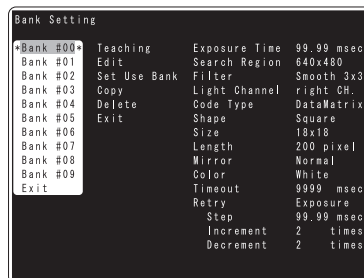 Bank Setting
*Bank #00* Teaching Exposure Time 99.99 msec
Bank #01 Edit Search Region 640x480
Bank #02 Set Use Bank Filter Smooth 3x3
Bank #03 Copy Light Channel right CH.
Bank #04 Delete Code Type DataMatrix
Bank #05 Exit Shape Square
Bank #06 Size 18x18
Bank #07 Length 200 pixel
Bank #08 Mirror Normal
Bank #09 Color White
Exit Timeout 9999 msec
Retry Exposure
Step 99.99 msec
Increment 2 times
Decrement 2 times